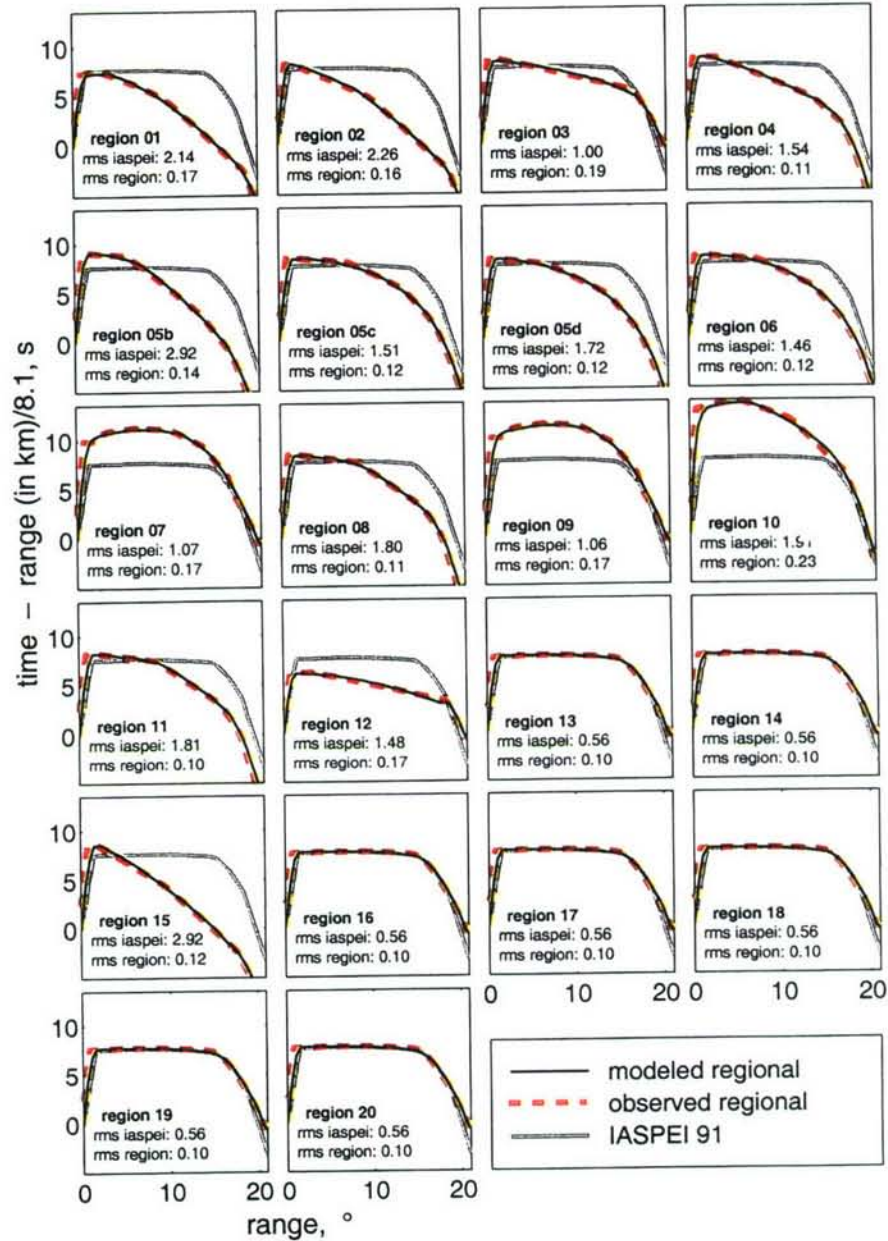 time – range (in km)/8.1, s
10
5
0
region 01
rms iaspei: 2.14
rms region: 0.17
region 02
rms iaspei: 2.26
rms region: 0.16
region 03
rms iaspei: 1.00
rms region: 0.19
region 04
rms iaspei: 1.54
rms region: 0.11
10
5
0
region 05b
rms iaspei: 2.92
rms region: 0.14
region 05c
rms iaspei: 1.51
rms region: 0.12
region 05d
rms iaspei: 1.72
rms region: 0.12
region 06
rms iaspei: 1.46
rms region: 0.12
10
5
0
region 07
rms iaspei: 1.07
rms region: 0.17
region 08
rms iaspei: 1.80
rms region: 0.11
region 09
rms iaspei: 1.06
rms region: 0.17
region 10
rms iaspei:
rms region: 0.23
10
5
0
region 11
rms iaspei: 1.81
rms region: 0.10
region 12
rms iaspei: 1.48
rms region: 0.17
region 13
rms iaspei: 0.56
rms region: 0.10
region 14
rms iaspei: 0.56
rms region: 0.10
10
5
0
region 15
rms iaspei: 2.92
rms region: 0.12
region 16
rms iaspei: 0.56
rms region: 0.10
region 17
rms iaspei: 0.56
rms region: 0.10
region 18
rms iaspei: 0.56
rms region: 0.10
0 10 20
0 10 20
10
5
0
region 19
rms iaspei: 0.56
rms region: 0.10
region 20
rms iaspei: 0.56
rms region: 0.10
0 10 20
0 10 20
range, °
modeled regional
observed regional
IASPEI 91